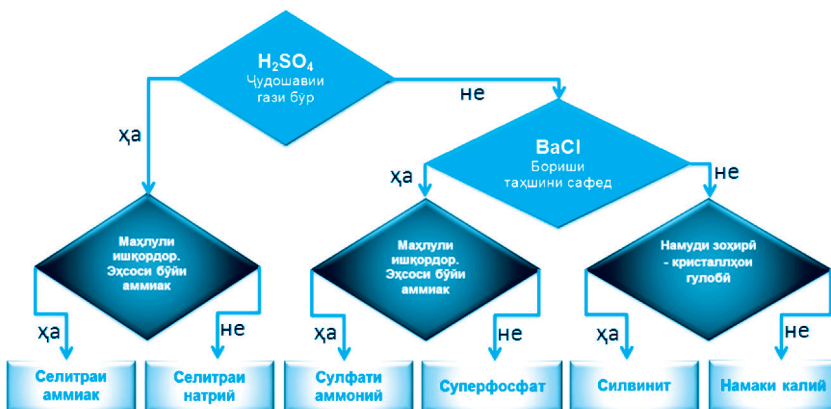 H₂SO₄
Ҷудошавии
гази бӯр
ҳа
не
BaCl
Бориши
таҳшини сафед
ҳа
не
Маҳлули
ишқордор.
Эҳсоси бӯйи
аммиак
Маҳлули
ишқордор.
Эҳсоси бӯйи
аммиак
Намуди зоҳирӣ
- кристаллҳои
гулобӣ
ҳа
не
ҳа
не
ҳа
не
Селитраи
аммиак
Селитраи
натрий
Сулфати
аммоний
Суперфосфат
Силвинит
Намаки калий